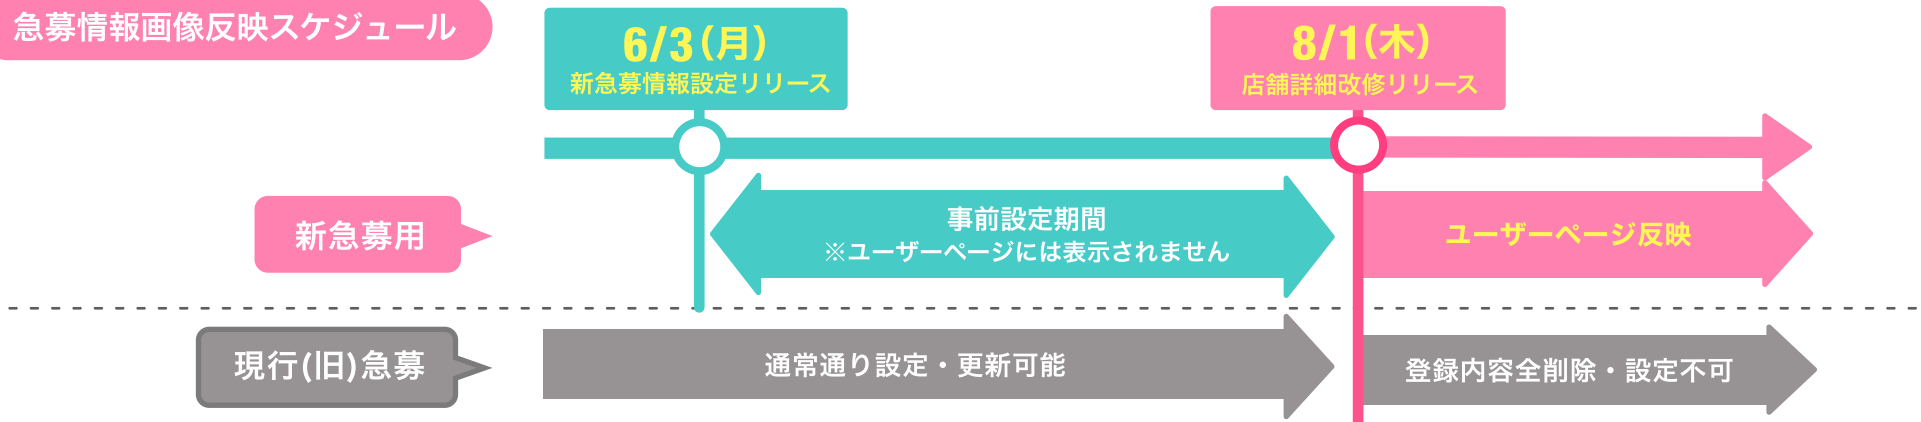 急募情報画像反映スケジュール
6/3(月)
新急募情報設定リリース
8/1(木)
店舗詳細改修リリース
新急募用
事前設定期間
※ユーザーページには表示されません
ユーザーページ反映
現行(旧)急募
通常通り設定・更新可能
登録内容全削除・設定不可